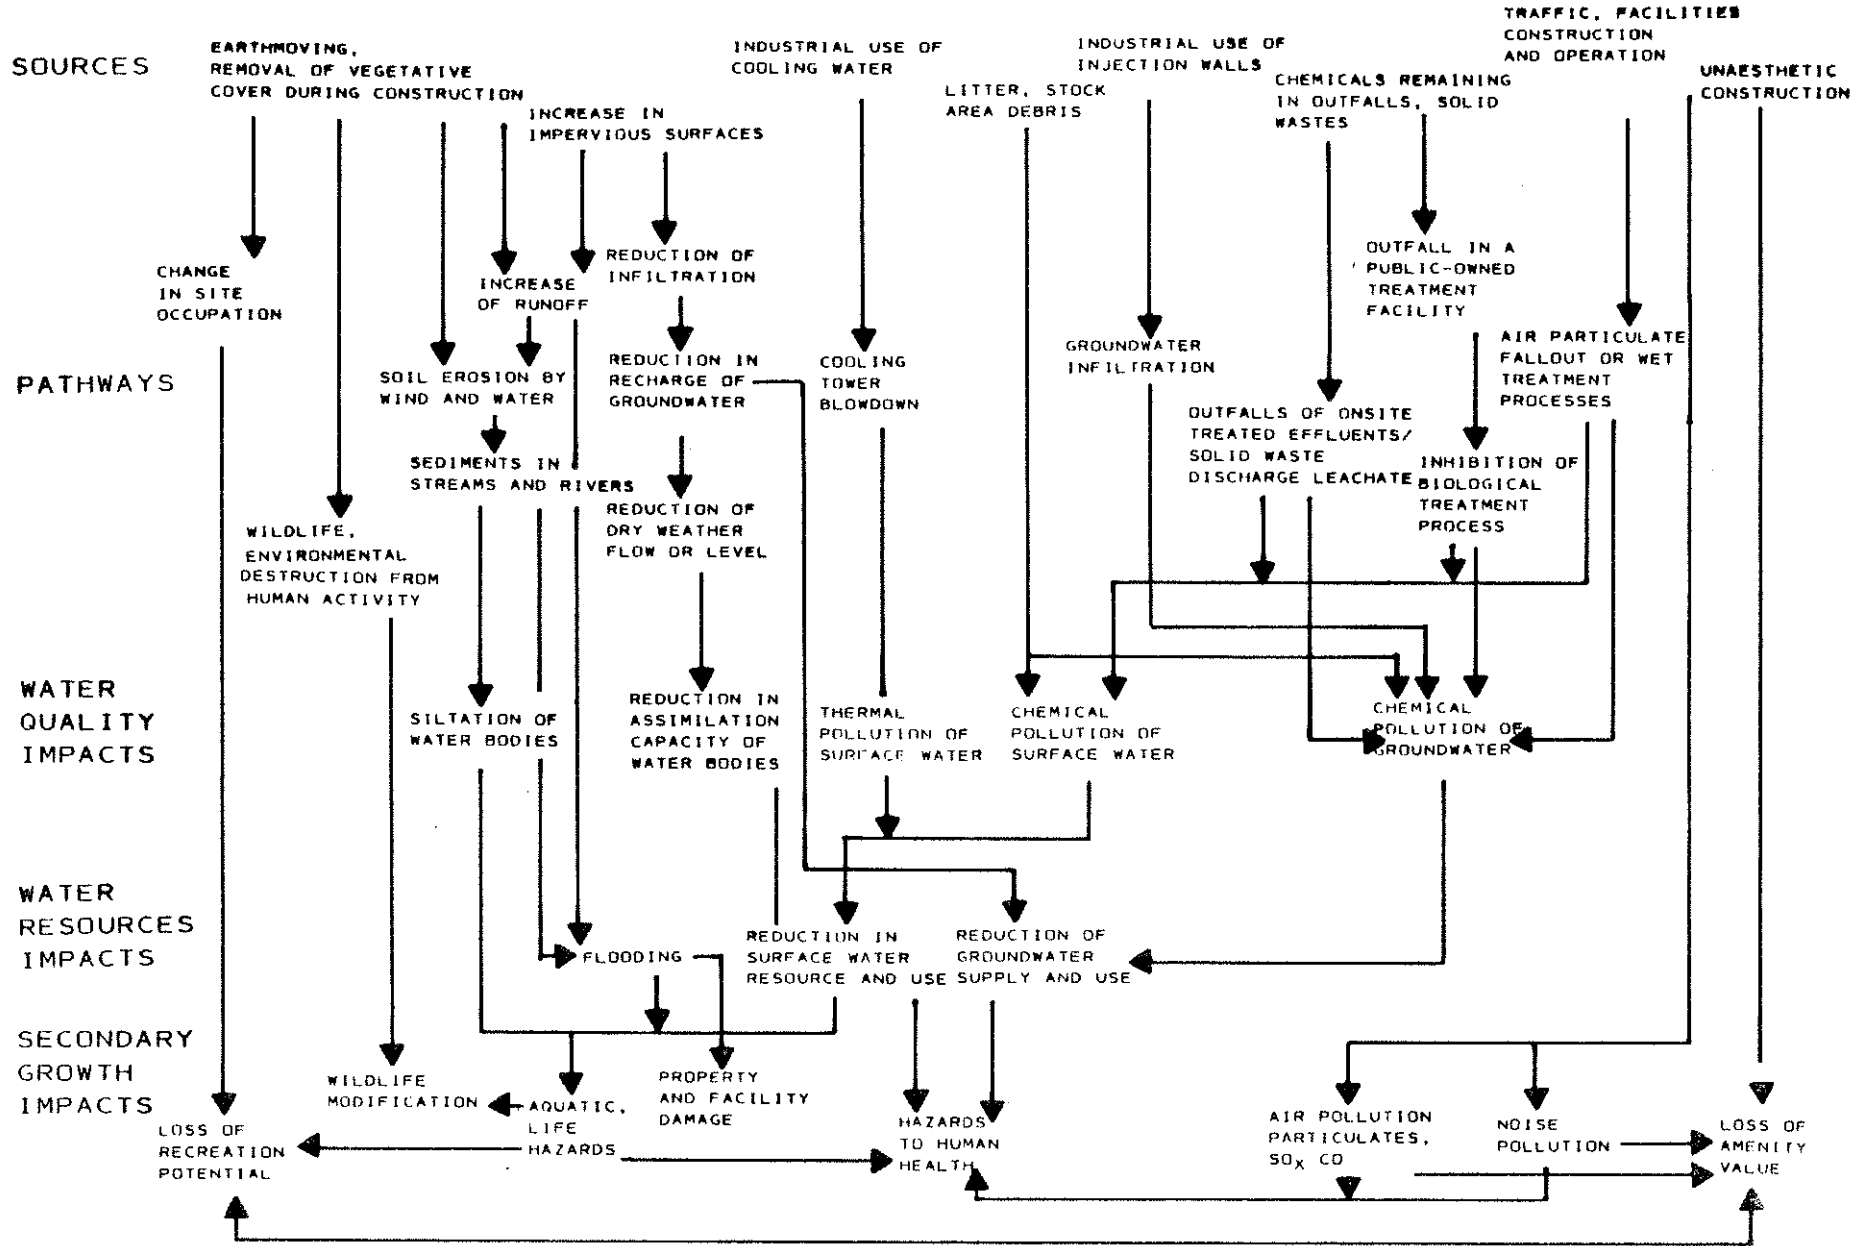 SOURCES
EARTHMOVING,
REMOVAL OF VEGETATIVE
COVER DURING CONSTRUCTION
INCREASE IN
IMPERVIOUS SURFACES
INDUSTRIAL USE OF
COOLING WATER
LITTER, STOCK
AREA DEBRIS
INDUSTRIAL USE OF
INJECTION WALLS
CHEMICALS REMAINING
IN OUTFALLS, SOLID
WASTES
TRAFFIC, FACILITIES
CONSTRUCTION
AND OPERATION
UNAESTHETIC
CONSTRUCTION
PATHWAYS
CHANGE
IN SITE
OCCUPATION
INCREASE
OF RUNOFF
REDUCTION OF
INFILTRATION
SOIL EROSION BY
WIND AND WATER
REDUCTION IN
RECHARGE OF
GROUNDWATER
COOLING
TOWER
BLOWDOWN
GROUNDWATER
INFILTRATION
OUTFALL IN A
PUBLIC-OWNED
TREATMENT
FACILITY
AIR PARTICULATE
FALLOUT OR WET
TREATMENT
PROCESSES
OUTFALLS OF ONSITE
TREATED EFFLUENTS/
SOLID WASTE
DISCHARGE LEACHATE
INHIBITION OF
BIOLOGICAL
TREATMENT
PROCESS
SEDIMENTS IN
STREAMS AND RIVERS
REDUCTION OF
DRY WEATHER
FLOW OR LEVEL
WILDLIFE,
ENVIRONMENTAL
DESTRUCTION FROM
HUMAN ACTIVITY
WATER
QUALITY
IMPACTS
SILTATION OF
WATER BODIES
REDUCTION IN
ASSIMILATION
CAPACITY OF
WATER BODIES
THERMAL
POLLUTION OF
SURFACE WATER
CHEMICAL
POLLUTION OF
SURFACE WATER
CHEMICAL
POLLUTION OF
GROUNDWATER
WATER
RESOURCES
IMPACTS
FLOODING
REDUCTION IN
SURFACE WATER
RESOURCE AND USE
REDUCTION OF
GROUNDWATER
SUPPLY AND USE
SECONDARY
GROWTH
IMPACTS
LOSS OF
RECREATION
POTENTIAL
WILDLIFE
MODIFICATION
AQUATIC,
LIFE
HAZARDS
PROPERTY
AND FACILITY
DAMAGE
HAZARDS
TO HUMAN
HEALTH
AIR POLLUTION
PARTICULATES,
SOx CO
NOISE
POLLUTION
LOSS OF
AMENITY
VALUE